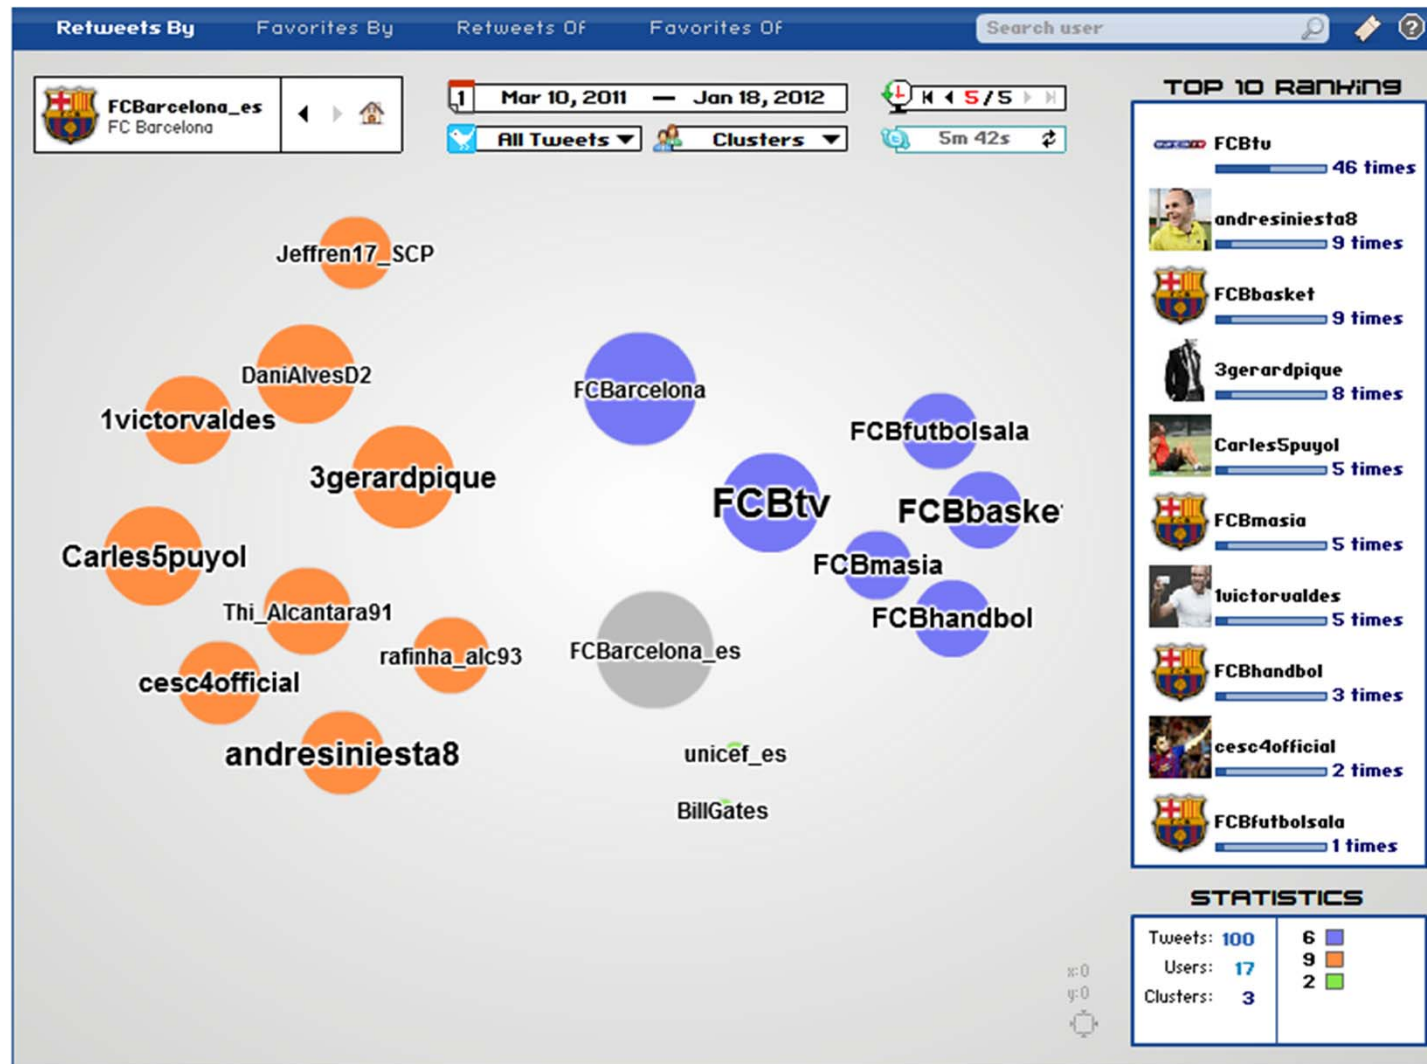 Retweets By Favorites By Retweets Of Favorites Of Search user
FCBarcelona_es
FC Barcelona
1 Mar 10, 2011 — Jan 18, 2012
5/5
All Tweets Clusters 5m 42s
Jeffren17_SCP
DaniAlvesD2
1victorvaldes
3gerardpique
Carles5puyol
Thi_Alcantara91
rafinha_alc93
cesc4official
andresiniesta8
FCBarcelona
FCBfutbolsala
FCBtv
FCBbaske
FCBmasia
FCBhandbol
FCBarcelona_es
unicef_es
BillGates
x:0
y:0
TOP 10 RANKING
FCBtv
46 times
andresiniesta8
9 times
FCBbasket
9 times
3gerardpique
8 times
Carles5puyol
5 times
FCBmasia
5 times
1victorvaldes
5 times
FCBhandbol
3 times
cesc4official
2 times
FCBfutbolsala
1 times
STATISTICS
Tweets: 100 6
Users: 17 9
Clusters: 3 2